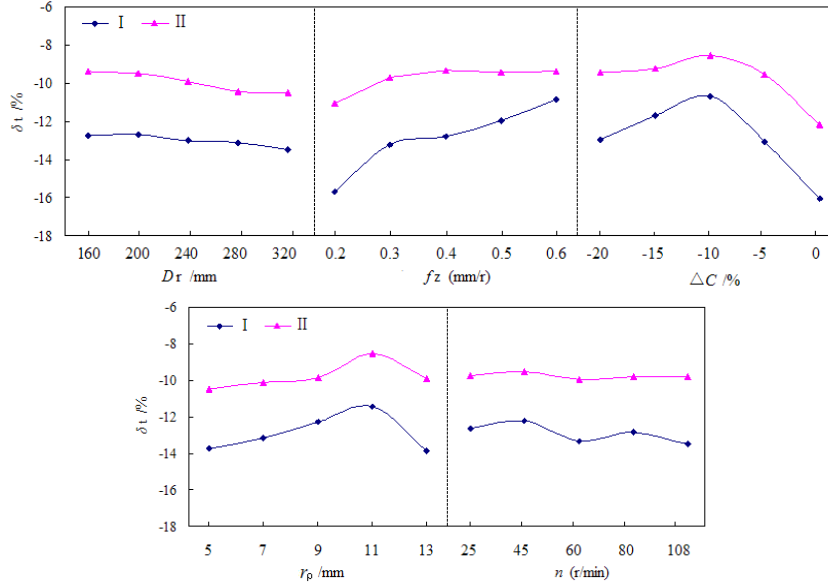 -6
-8
-10
-12
-14
-16
-18
δt /%
I II
160 200 240 280 320 0.2 0.3 0.4 0.5 0.6 -20 -15 -10 -5 0
Dr /mm fz (mm/r) △C /%
-6
-8
-10
-12
-14
-16
-18
δt /%
I II
5 7 9 11 13 25 45 60 80 108
rρ /mm n (r/min)